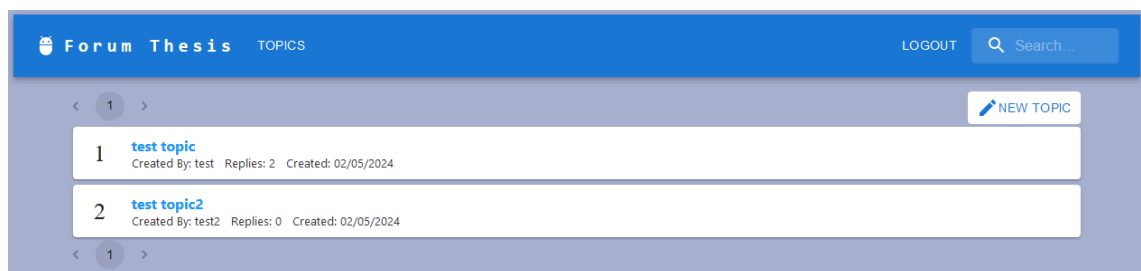 Forum Thesis TOPICS LOGOUT Search...
< 1 > NEW TOPIC
1 test topic
Created By: test Replies: 2 Created: 02/05/2024
2 test topic2
Created By: test2 Replies: 0 Created: 02/05/2024
< 1 >